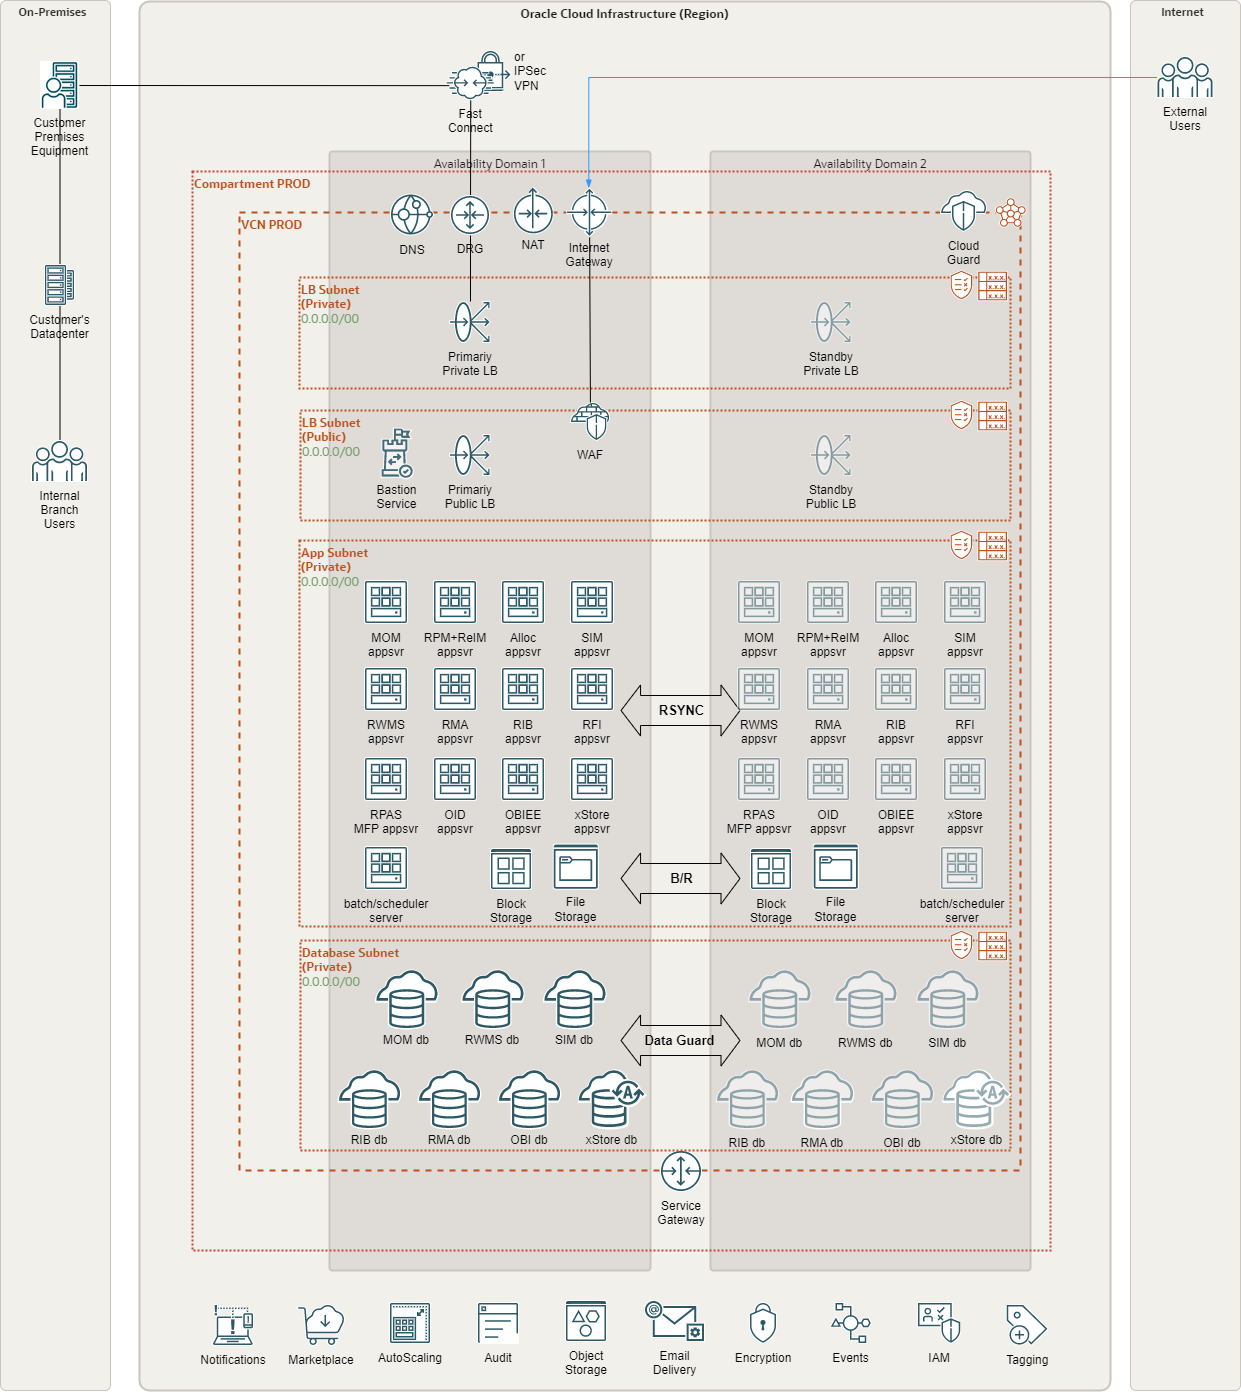 On-Premises
Oracle Cloud Infrastructure (Region)
Internet
or
IPSec
VPN
Fast
Connect
Customer
Premises
Equipment
External
Users
Availability Domain 1
Availability Domain 2
Compartment PROD
VCN PROD
DNS
DRG
NAT
Internet
Gateway
Cloud
Guard
Customer's
Datacenter
LB Subnet
(Private)
0.0.0.0/00
Primariy
Private LB
Standby
Private LB
LB Subnet
(Public)
0.0.0.0/00
Bastion
Service
Primariy
Public LB
WAF
Standby
Public LB
Internal
Branch
Users
App Subnet
(Private)
0.0.0.0/00
MOM
appsvr
RPM+ReIM
appsvr
Alloc
appsvr
SIM
appsvr
MOM
appsvr
RPM+ReIM
appsvr
Alloc
appsvr
SIM
appsvr
RWMS
appsvr
RMA
appsvr
RIB
appsvr
RFI
appsvr
RSYNC
RWMS
appsvr
RMA
appsvr
RIB
appsvr
RFI
appsvr
RPAS
MFP appsvr
OID
appsvr
OBIEE
appsvr
xStore
appsvr
RPAS
MFP appsvr
OID
appsvr
OBIEE
appsvr
xStore
appsvr
batch/scheduler
server
Block
Storage
File
Storage
B/R
Block
Storage
File
Storage
batch/scheduler
server
Database Subnet
(Private)
0.0.0.0/00
MOM db
RWMS db
SIM db
Data Guard
MOM db
RWMS db
SIM db
RIB db
RMA db
OBI db
A
xStore db
RIB db
RMA db
OBI db
A
xStore db
Service
Gateway
Notifications
Marketplace
AutoScaling
Audit
Object
Storage
Email
Delivery
Encryption
Events
IAM
Tagging